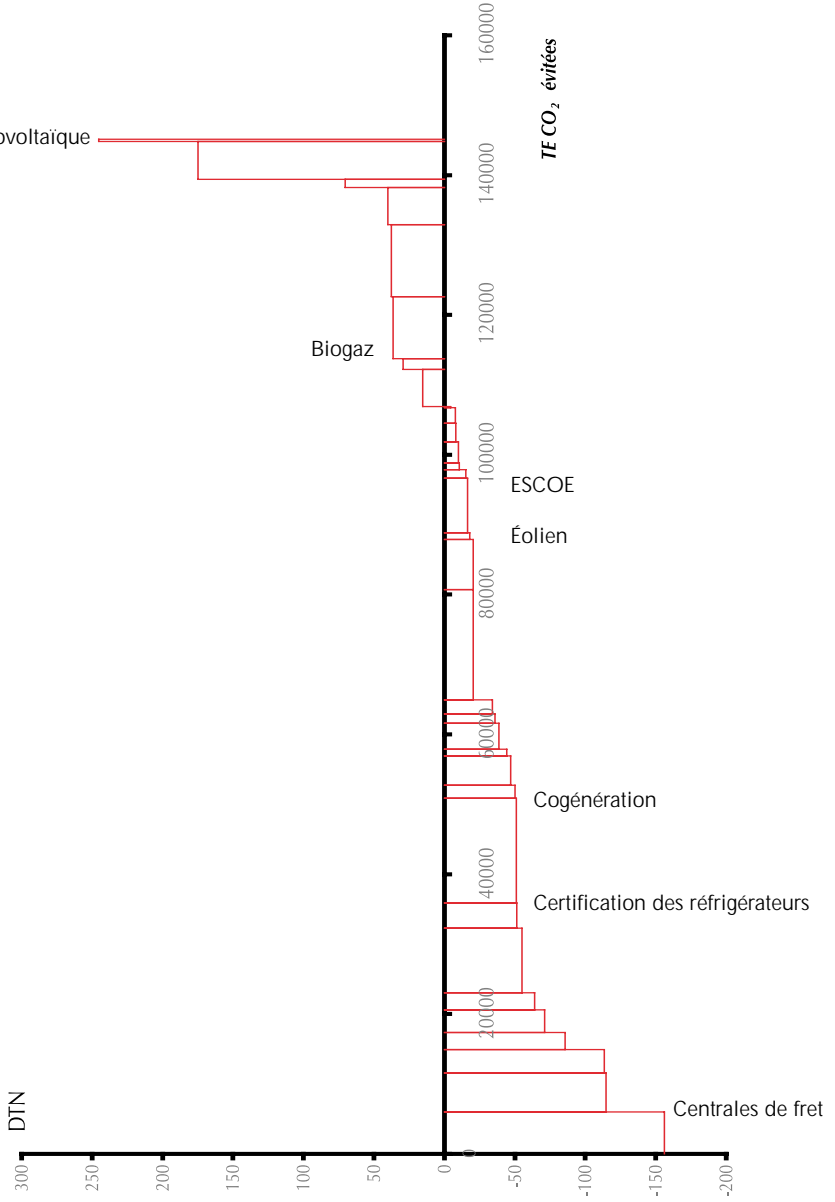 160000
TE CO₂ évitées
ovoltaïque
140000
120000
Biogaz
100000
ESCOE
Éolien
80000
60000
Cogénération
40000
Certification des réfrigérateurs
20000
DTN
Centrales de fret
0
300
250
200
150
100
50
0
-50
-100
-150
-200